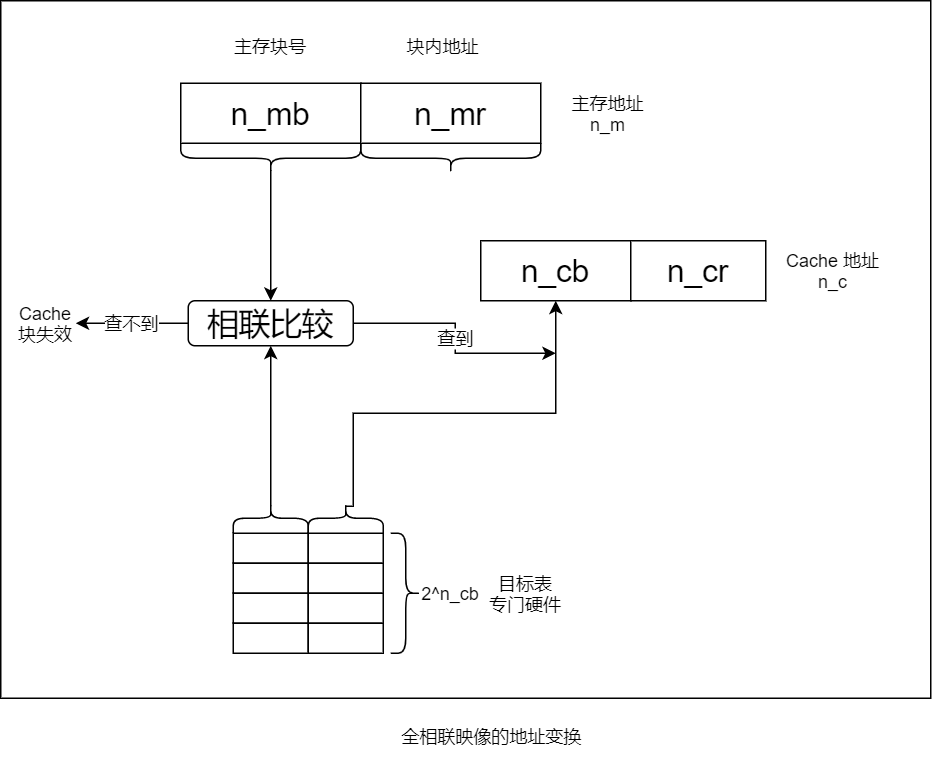 主存块号
块内地址
n_mb
n_mr
主存地址
n_m
n_cb
n_cr
Cache 地址
n_c
Cache
块失效
查不到
相联比较
查到
2^n_cb
目标表
专门硬件
全相联映像的地址变换